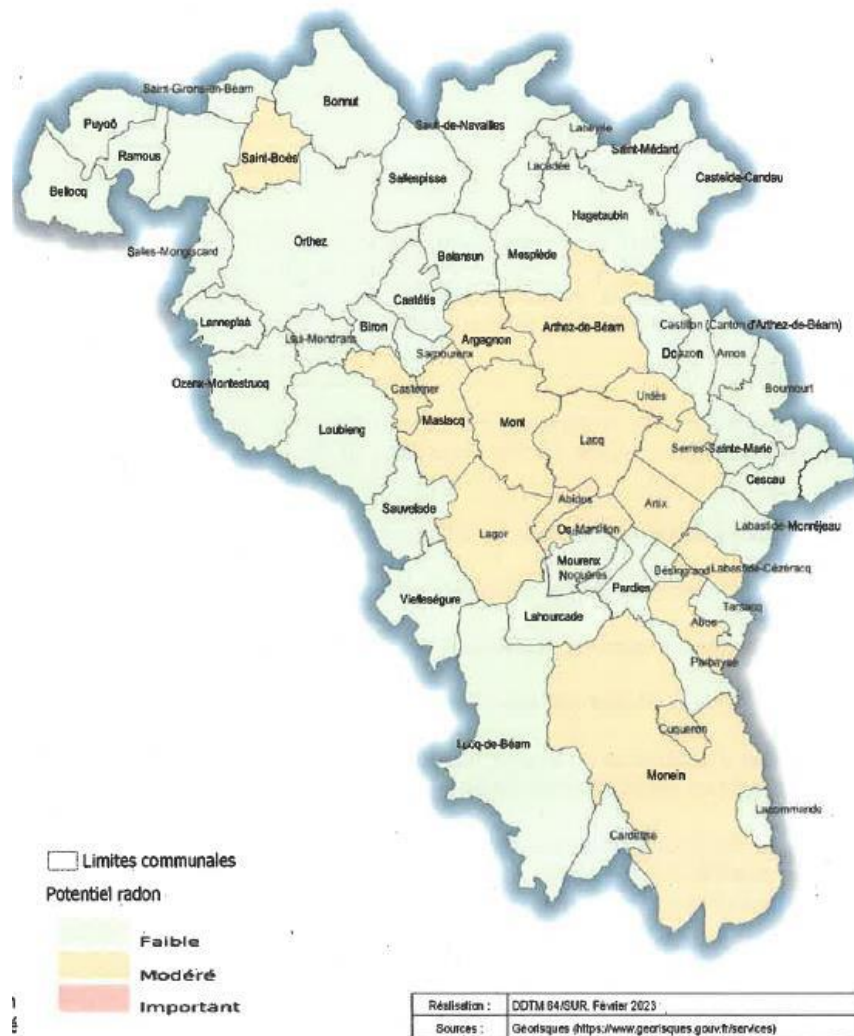 Saint-Girons-en-Béarn
Bonnut
Puyoô
Sault-de-Navailles
Labeyrie
Ramous
Saint-Boès
Saint-Médard
Sallespisse
Lacadée
Casteide-Candau
Bellocq
Hagetaubin
Orthez
Salles-Mongiscard
Balansun
Mesplède
Castétis
Lanneplaà
Biron
Argagnon
Arthez-de-Béarn
Castillon (Canton d'Arthez-de-Béarn)
Laà-Mondrans
Sarpourenx
Doazon
Arnos
Ozenx-Montestrucq
Castetner
Urdès
Boumourt
Loubieng
Maslacq
Mont
Lacq
Serres-Sainte-Marie
Cescau
Sauvelade
Abidos
Artix
Labastide-Monréjeau
Lagor
Os-Marsillon
Mourenx
Noguères
Bésingrand
Labastide-Cézéracq
Vielleségure
Pardies
Tarsacq
Lahourcade
Abos
Parbayse
Cuqueron
Lucq-de-Béarn
Monein
Lacommande
Cardesse
Limites communales
Potentiel radon
Faible
Modéré
Important
Réalisation : DDTM 64/SUR, Février 2023
Sources : Géorisques (https://www.georisques.gouv.fr/services)